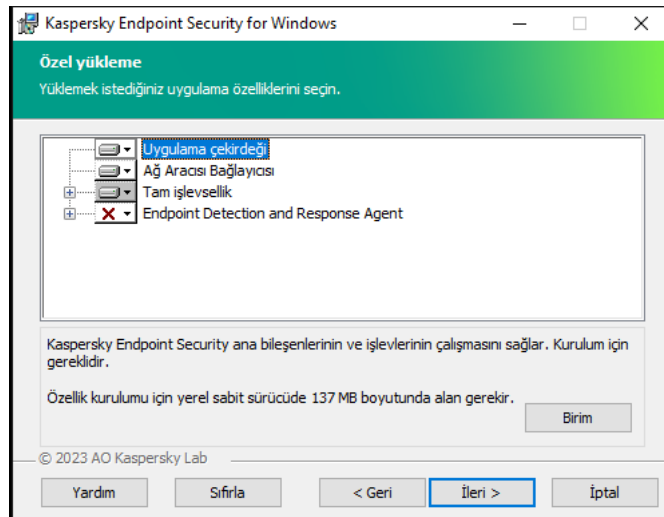 Kaspersky Endpoint Security for Windows
Özel yükleme
Yüklemek istediğiniz uygulama özelliklerini seçin.
Uygulama çekirdeği
Ağ Aracısı Bağlayıcısı
Tam işlevsellik
Endpoint Detection and Response Agent
Kaspersky Endpoint Security ana bileşenlerinin ve işlevlerinin çalışmasını sağlar. Kurulum için
gereklidir.
Özellik kurulumu için yerel sabit sürücüde 137 MB boyutunda alan gerekir.
Birim
© 2023 AO Kaspersky Lab
Yardım Sıfırla < Geri İleri > İptal